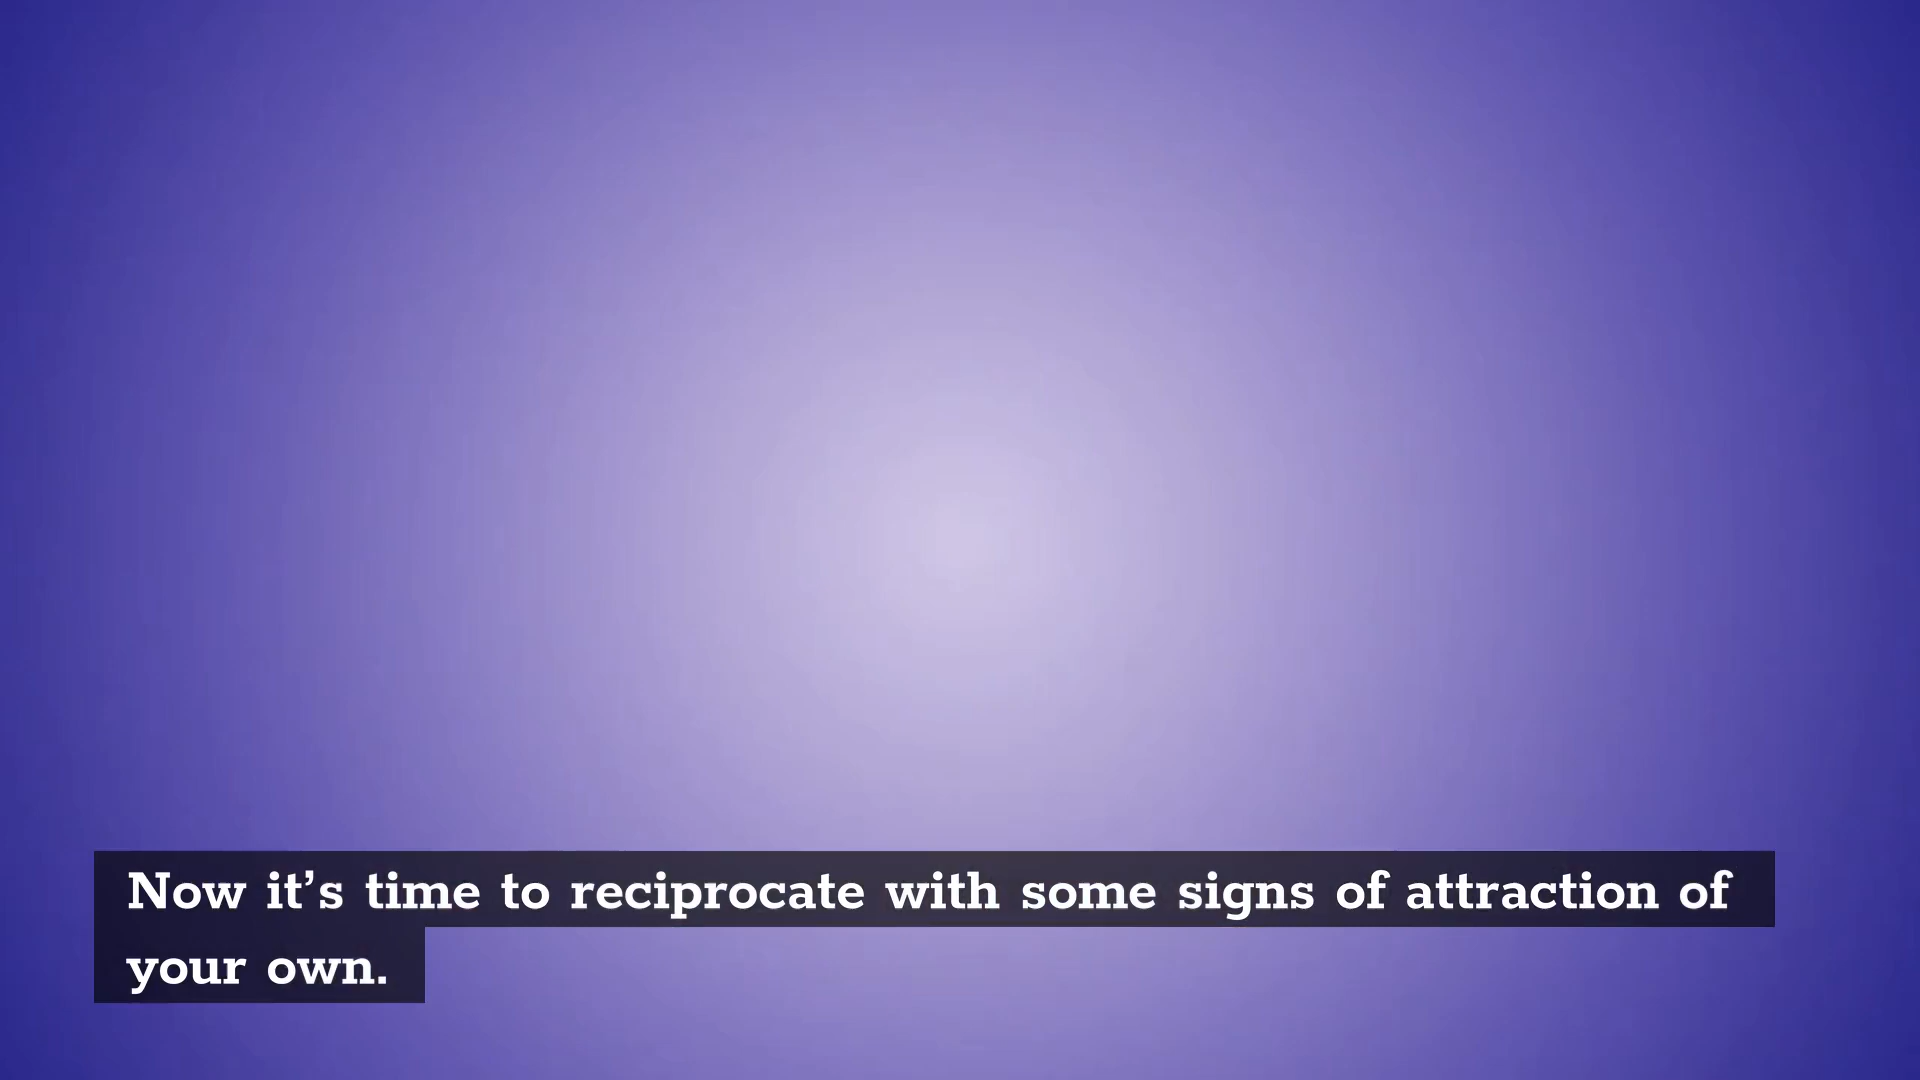 Now it’s time to reciprocate with some signs of attraction of
your own.